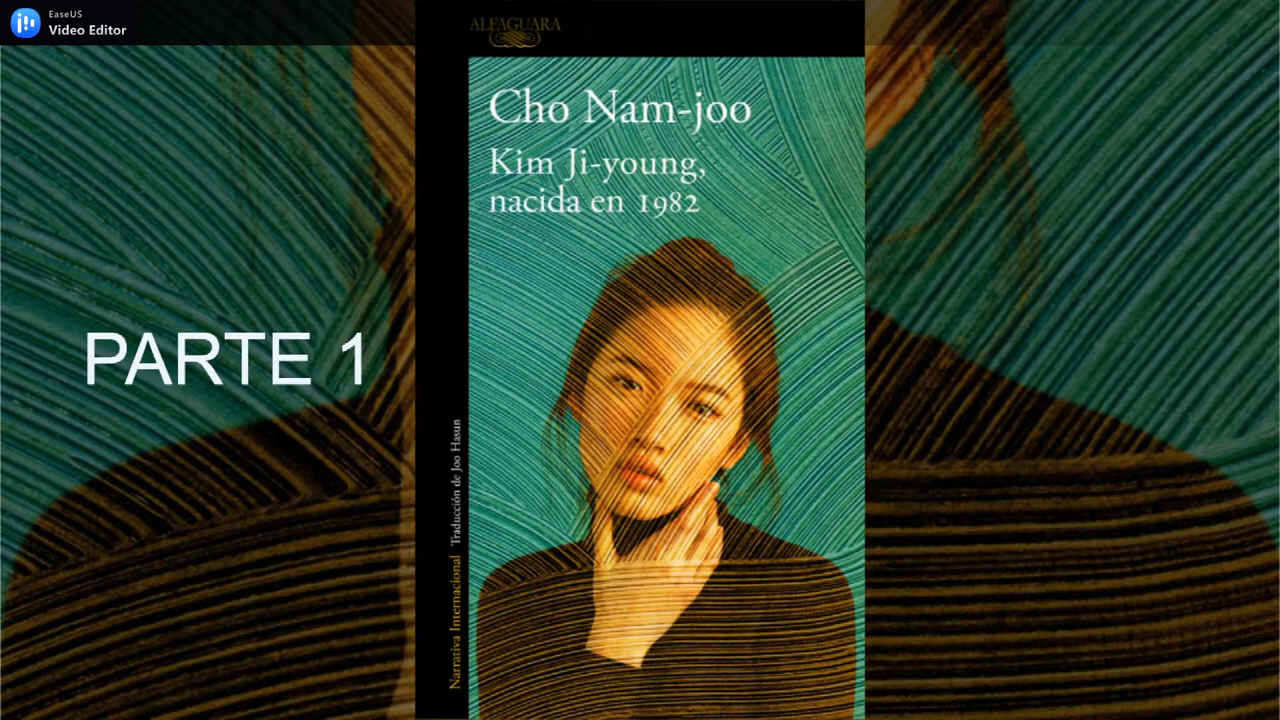 EaseUS
Video Editor
ALFAGUARA
Cho Nam-joo
Kim Ji-young,
nacida en 1982
PARTE 1
Narrativa Internacional Traducción de Joo Hasun